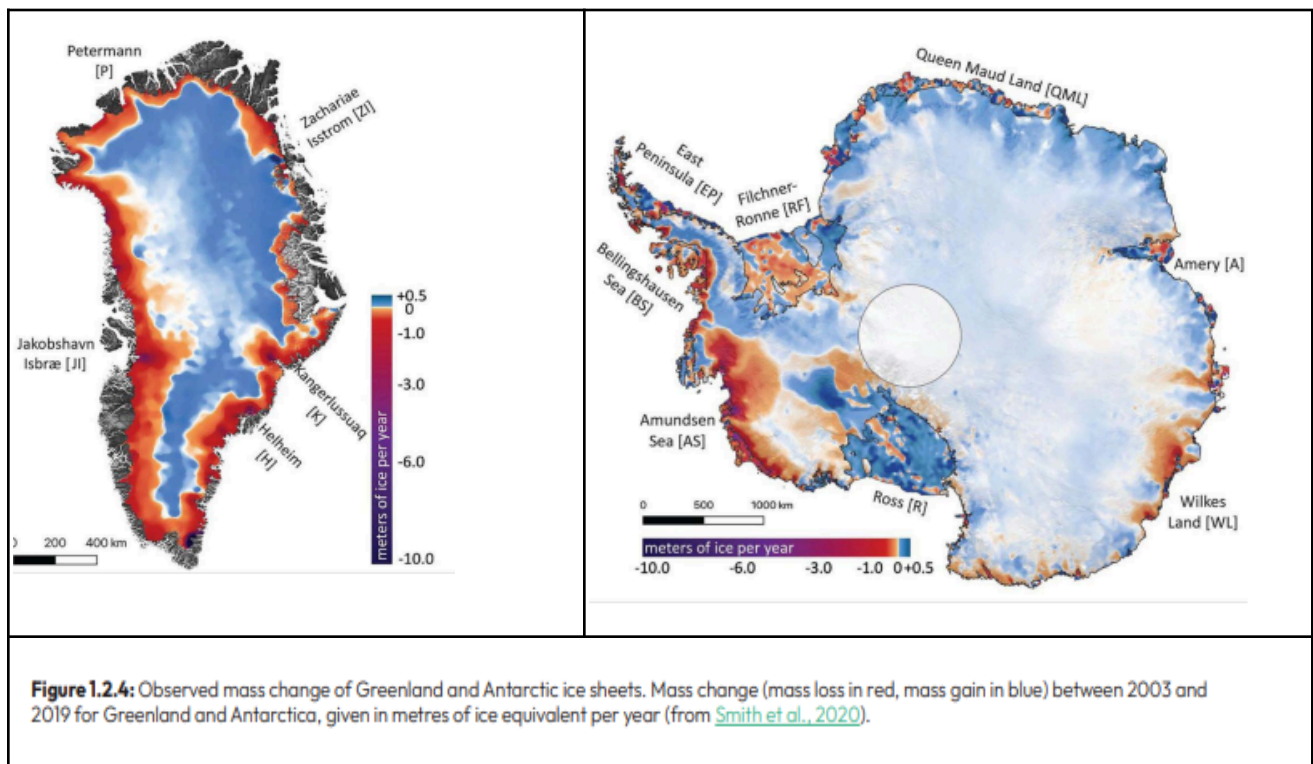 Petermann
[P]
Zachariae
Isstrom [ZI]
Jakobshavn
Isbræ [JI]
Kangerlussuaq
[K]
Helheim
[H]
+0.5
0
-1.0
-3.0
-6.0
-10.0
meters of ice per year
0 200 400 km
Queen Maud Land [QML]
East
Peninsula [EP]
Filchner-
Ronne [RF]
Bellingshausen
Sea [BS]
Amery [A]
Amundsen
Sea [AS]
Ross [R]
Wilkes
Land [WL]
0 500 1000 km
meters of ice per year
-10.0 -6.0 -3.0 -1.0 0 +0.5
Figure 1.2.4: Observed mass change of Greenland and Antarctic ice sheets. Mass change (mass loss in red, mass gain in blue) between 2003 and
2019 for Greenland and Antarctica, given in metres of ice equivalent per year (from Smith et al., 2020).